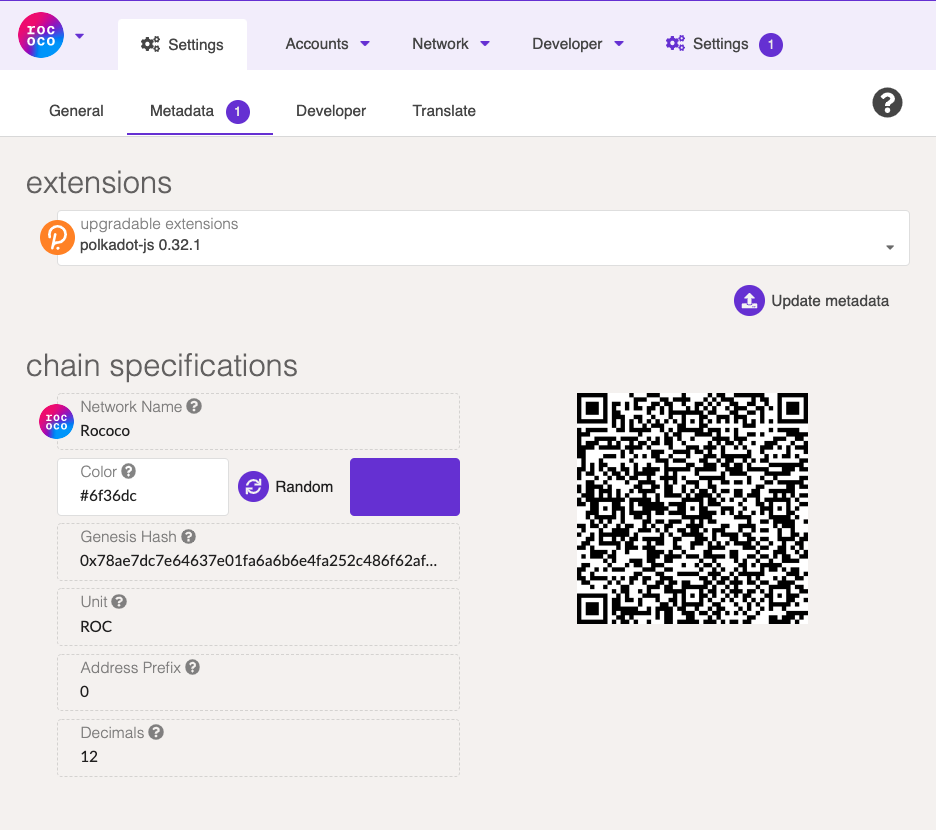 roc
oco
Settings
Accounts
Network
Developer
Settings
1
General
Metadata
1
Developer
Translate
?
extensions
upgradable extensions
polkadot-js 0.32.1
Update metadata
chain specifications
roc
oco
Network Name ?
Rococo
Color ?
#6f36dc
Random
Genesis Hash ?
0x78ae7dc7e64637e01fa6a6b6e4fa252c486f62af...
Unit ?
ROC
Address Prefix ?
0
Decimals ?
12